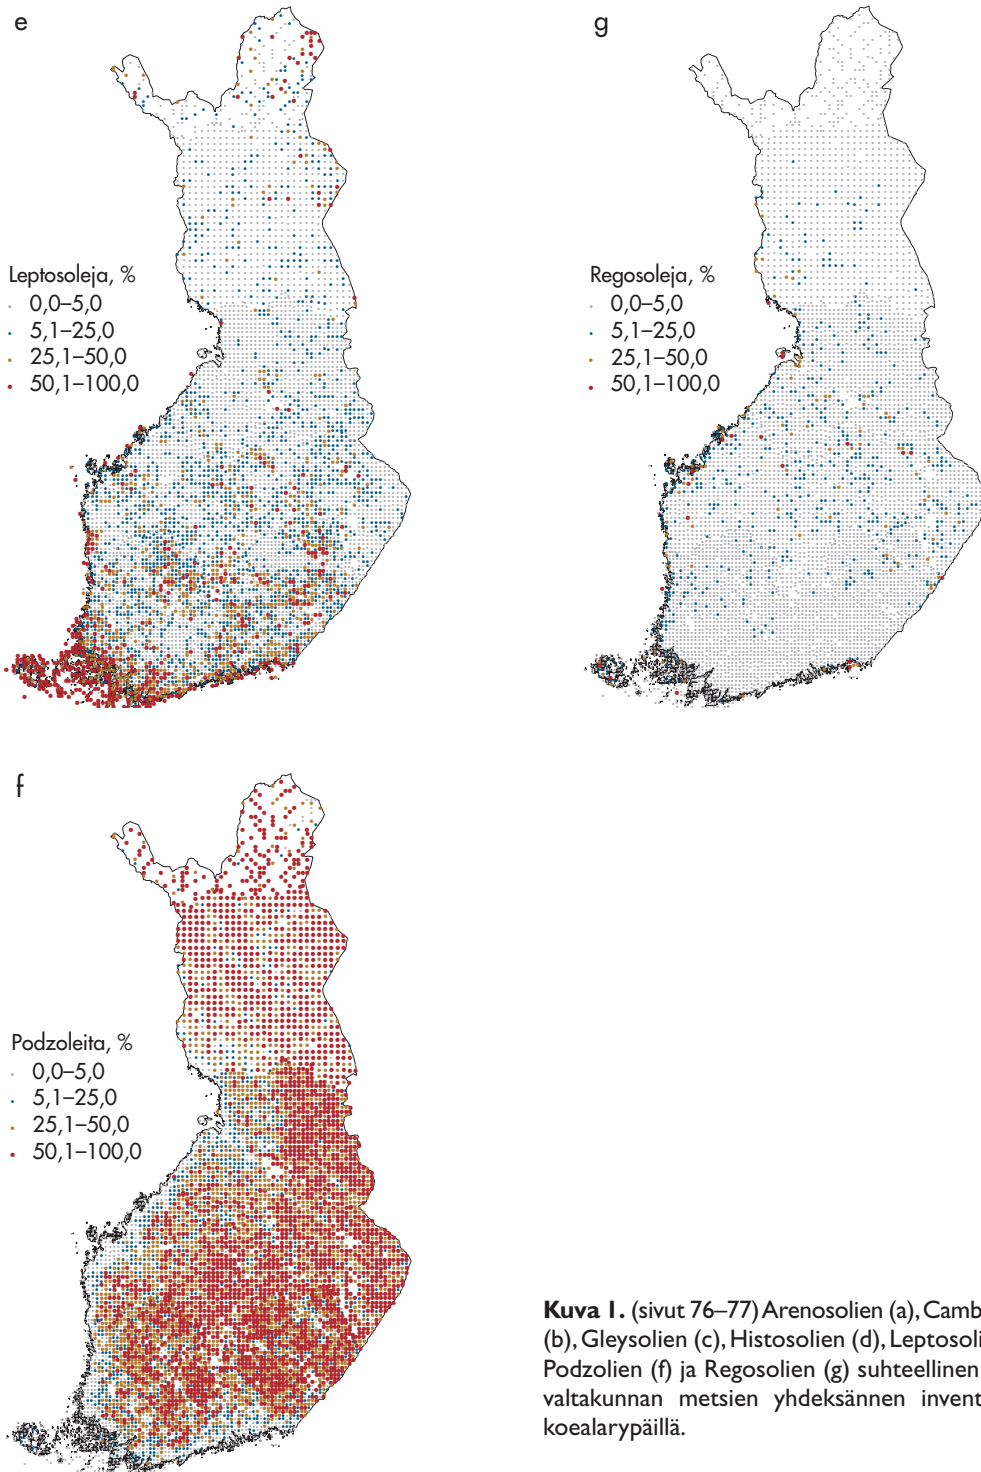 e
Leptosoleja, %
0,0–5,0
5,1–25,0
25,1–50,0
50,1–100,0
g
Regosoleja, %
0,0–5,0
5,1–25,0
25,1–50,0
50,1–100,0
f
Podzoleita, %
0,0–5,0
5,1–25,0
25,1–50,0
50,1–100,0
Kuva 1. (sivut 76–77) Arenosolien (a), Camb
(b), Gleysolien (c), Histosolien (d), Leptosoli
Podzolien (f) ja Regosolien (g) suhteellinen
valtakunnan metsien yhdeksännen invent
koealarypäillä.